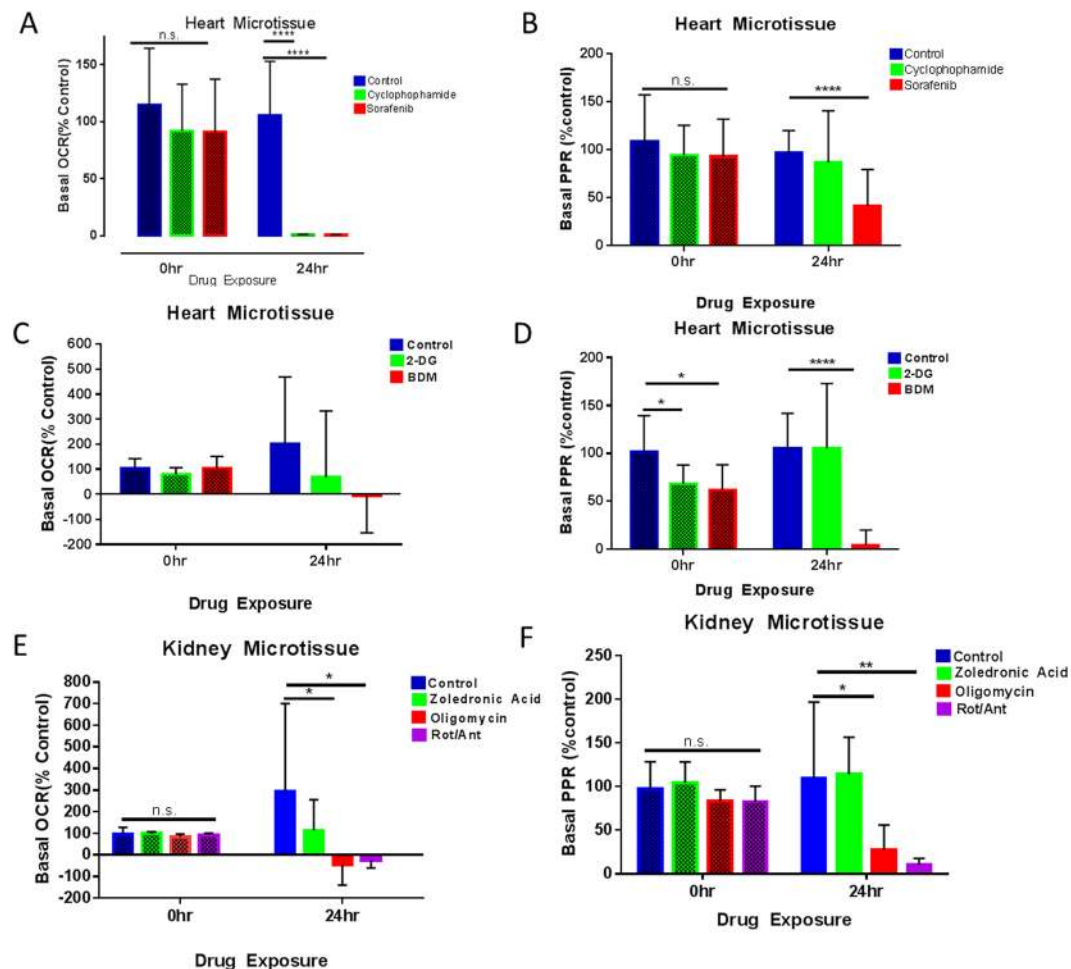 A
Heart Microtissue
n.s.
****
****
Control
Cyclophophamide
Sorafenib
Basal OCR(% Control)
150
100
50
0
0hr
24hr
Drug Exposure
B
Heart Microtissue
Control
Cyclophophamide
Sorafenib
n.s.
****
Basal PPR (%control)
200
150
100
50
0
0hr
24hr
Drug Exposure
C
Heart Microtissue
Control
2-DG
BDM
Basal OCR(% Control)
600
500
400
300
200
100
0
-100
-200
0hr
24hr
Drug Exposure
D
Heart Microtissue
Control
2-DG
BDM
*
*
****
Basal PPR (%control)
200
150
100
50
0
0hr
24hr
Drug Exposure
E
Kidney Microtissue
Control
Zoledronic Acid
Oligomycin
Rot/Ant
n.s.
*
*
Basal OCR(% Control)
800
700
600
500
400
300
200
100
0
-100
-200
0hr
24hr
Drug Exposure
F
Kidney Microtissue
Control
Zoledronic Acid
Oligomycin
Rot/Ant
n.s.
**
*
Basal PPR (%control)
250
200
150
100
50
0
0hr
24hr
Drug Exposure